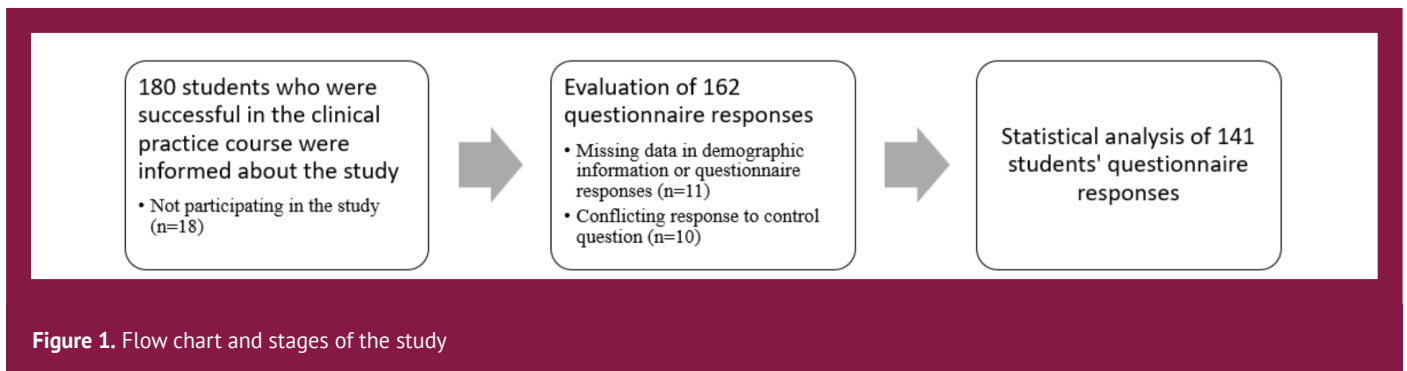 180 students who were
successful in the clinical
practice course were
informed about the study
• Not participating in the study
(n=18)
Evaluation of 162
questionnaire responses
• Missing data in demographic
information or questionnaire
responses (n=11)
• Conflicting response to control
question (n=10)
Statistical analysis of 141
students' questionnaire
responses
Figure 1. Flow chart and stages of the study